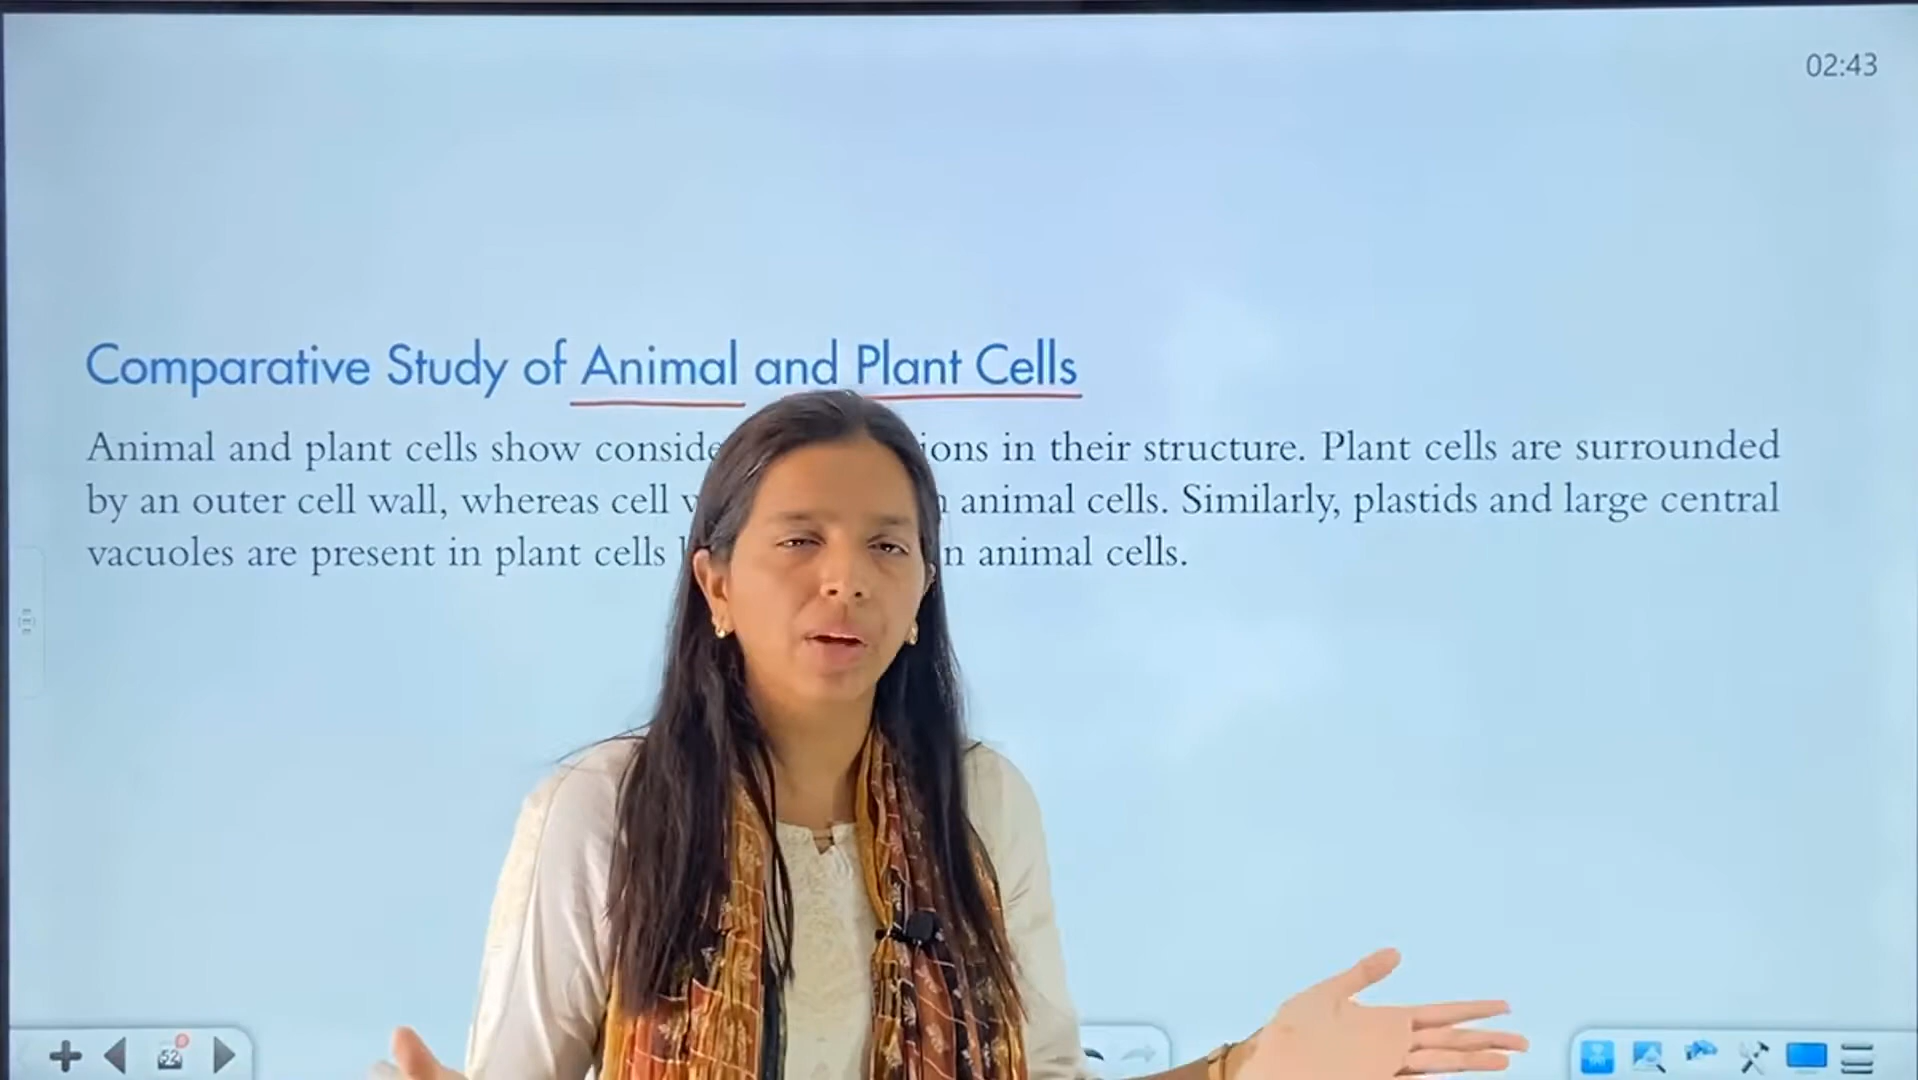 02:43
Comparative Study of Animal and Plant Cells
Animal and plant cells show in their structure. Plant cells are surrounded
by an outer cell wall, whereas cell animal cells. Similarly, plastids and large central
vacuoles are present in plant cells animal cells.
52